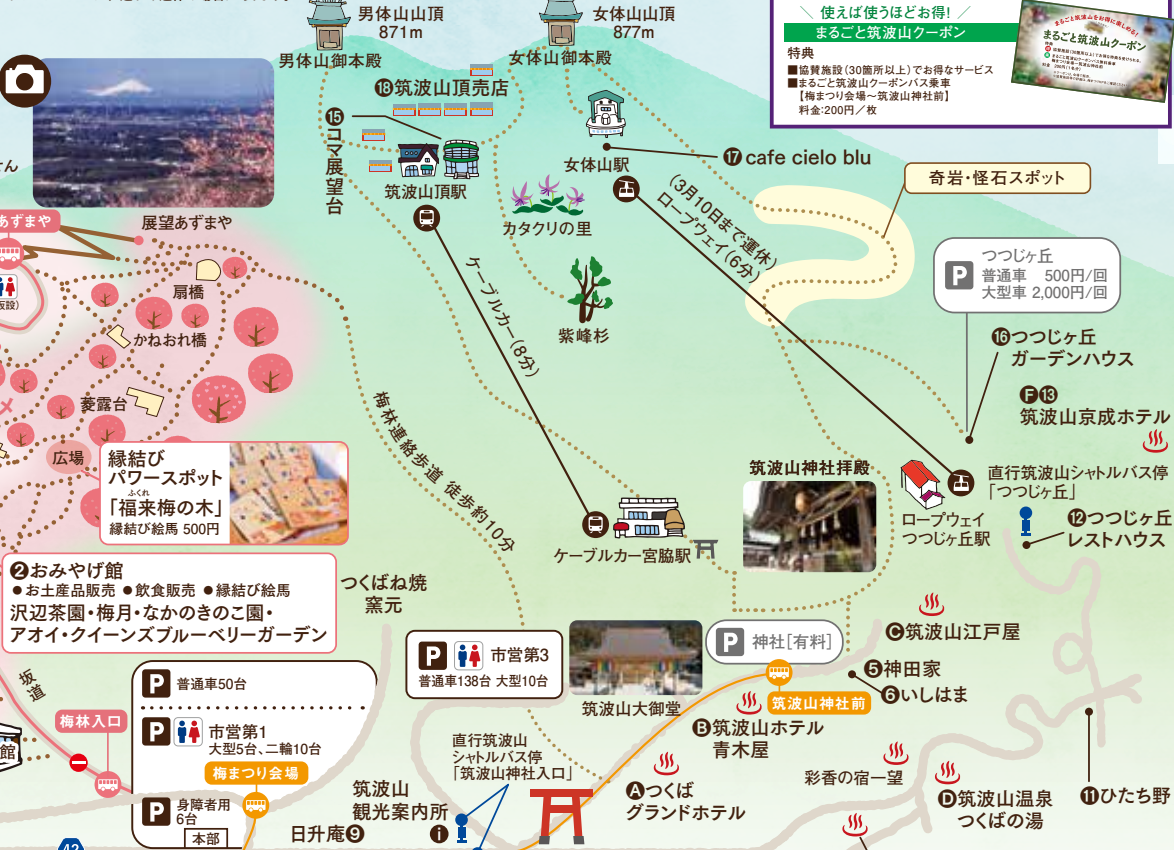 男体山山頂
871m
男体山御本殿
女体山山頂
877m
女体山御本殿
使えば使うほどお得!
まるごと筑波山クーポン
特典
■協賛施設(30箇所以上)でお得なサービス
■まるごと筑波山クーポンバス乗車
【梅まつり会場〜筑波山神社前】
料金:200円/枚
まるごと筑波山クーポン
⑱筑波山頂売店
⑮コマ展望台
筑波山頂駅
女体山駅
⑰cafe cielo blu
カタクリの里
紫峰杉
(3月10日まで運休)
ロープウェイ(6分)
ケーブルカー(8分)
奇岩・怪石スポット
P
つつじヶ丘
普通車 500円/回
大型車 2,000円/回
⑯つつじヶ丘
ガーデンハウス
F⑬
筑波山京成ホテル
直行筑波山シャトルバス停
「つつじヶ丘」
⑫つつじヶ丘
レストハウス
ロープウェイ
つつじヶ丘駅
さん
あずまや
展望あずまや
仮設)
扇橋
かねおれ橋
菱露台
メ
広場
縁結び
パワースポット
ふくれ
「福来梅の木」
縁結び絵馬 500円
梅林連絡歩道 徒歩約10分
筑波山神社拝殿
ケーブルカー宮脇駅
❷おみやげ館
●お土産品販売 ●飲食販売 ●縁結び絵馬
沢辺茶園・梅月・なかのきのこ園・
アオイ・クイーンズブルーベリーガーデン
つくばね焼
窯元
P
市営第3
普通車138台 大型10台
筑波山大御堂
P 神社[有料]
筑波山神社前
C筑波山江戸屋
❺神田家
❻いしはま
B筑波山ホテル
青木屋
坂道
館
梅林入口
P 普通車50台
P
市営第1
大型5台、二輪10台
梅まつり会場
P
身障者用
6台
本部
42
直行筑波山
シャトルバス停
「筑波山神社入口」
筑波山
観光案内所
i
日升庵❾
Aつくば
グランドホテル
彩香の宿一望
D筑波山温泉
つくばの湯
⑪ひたち野